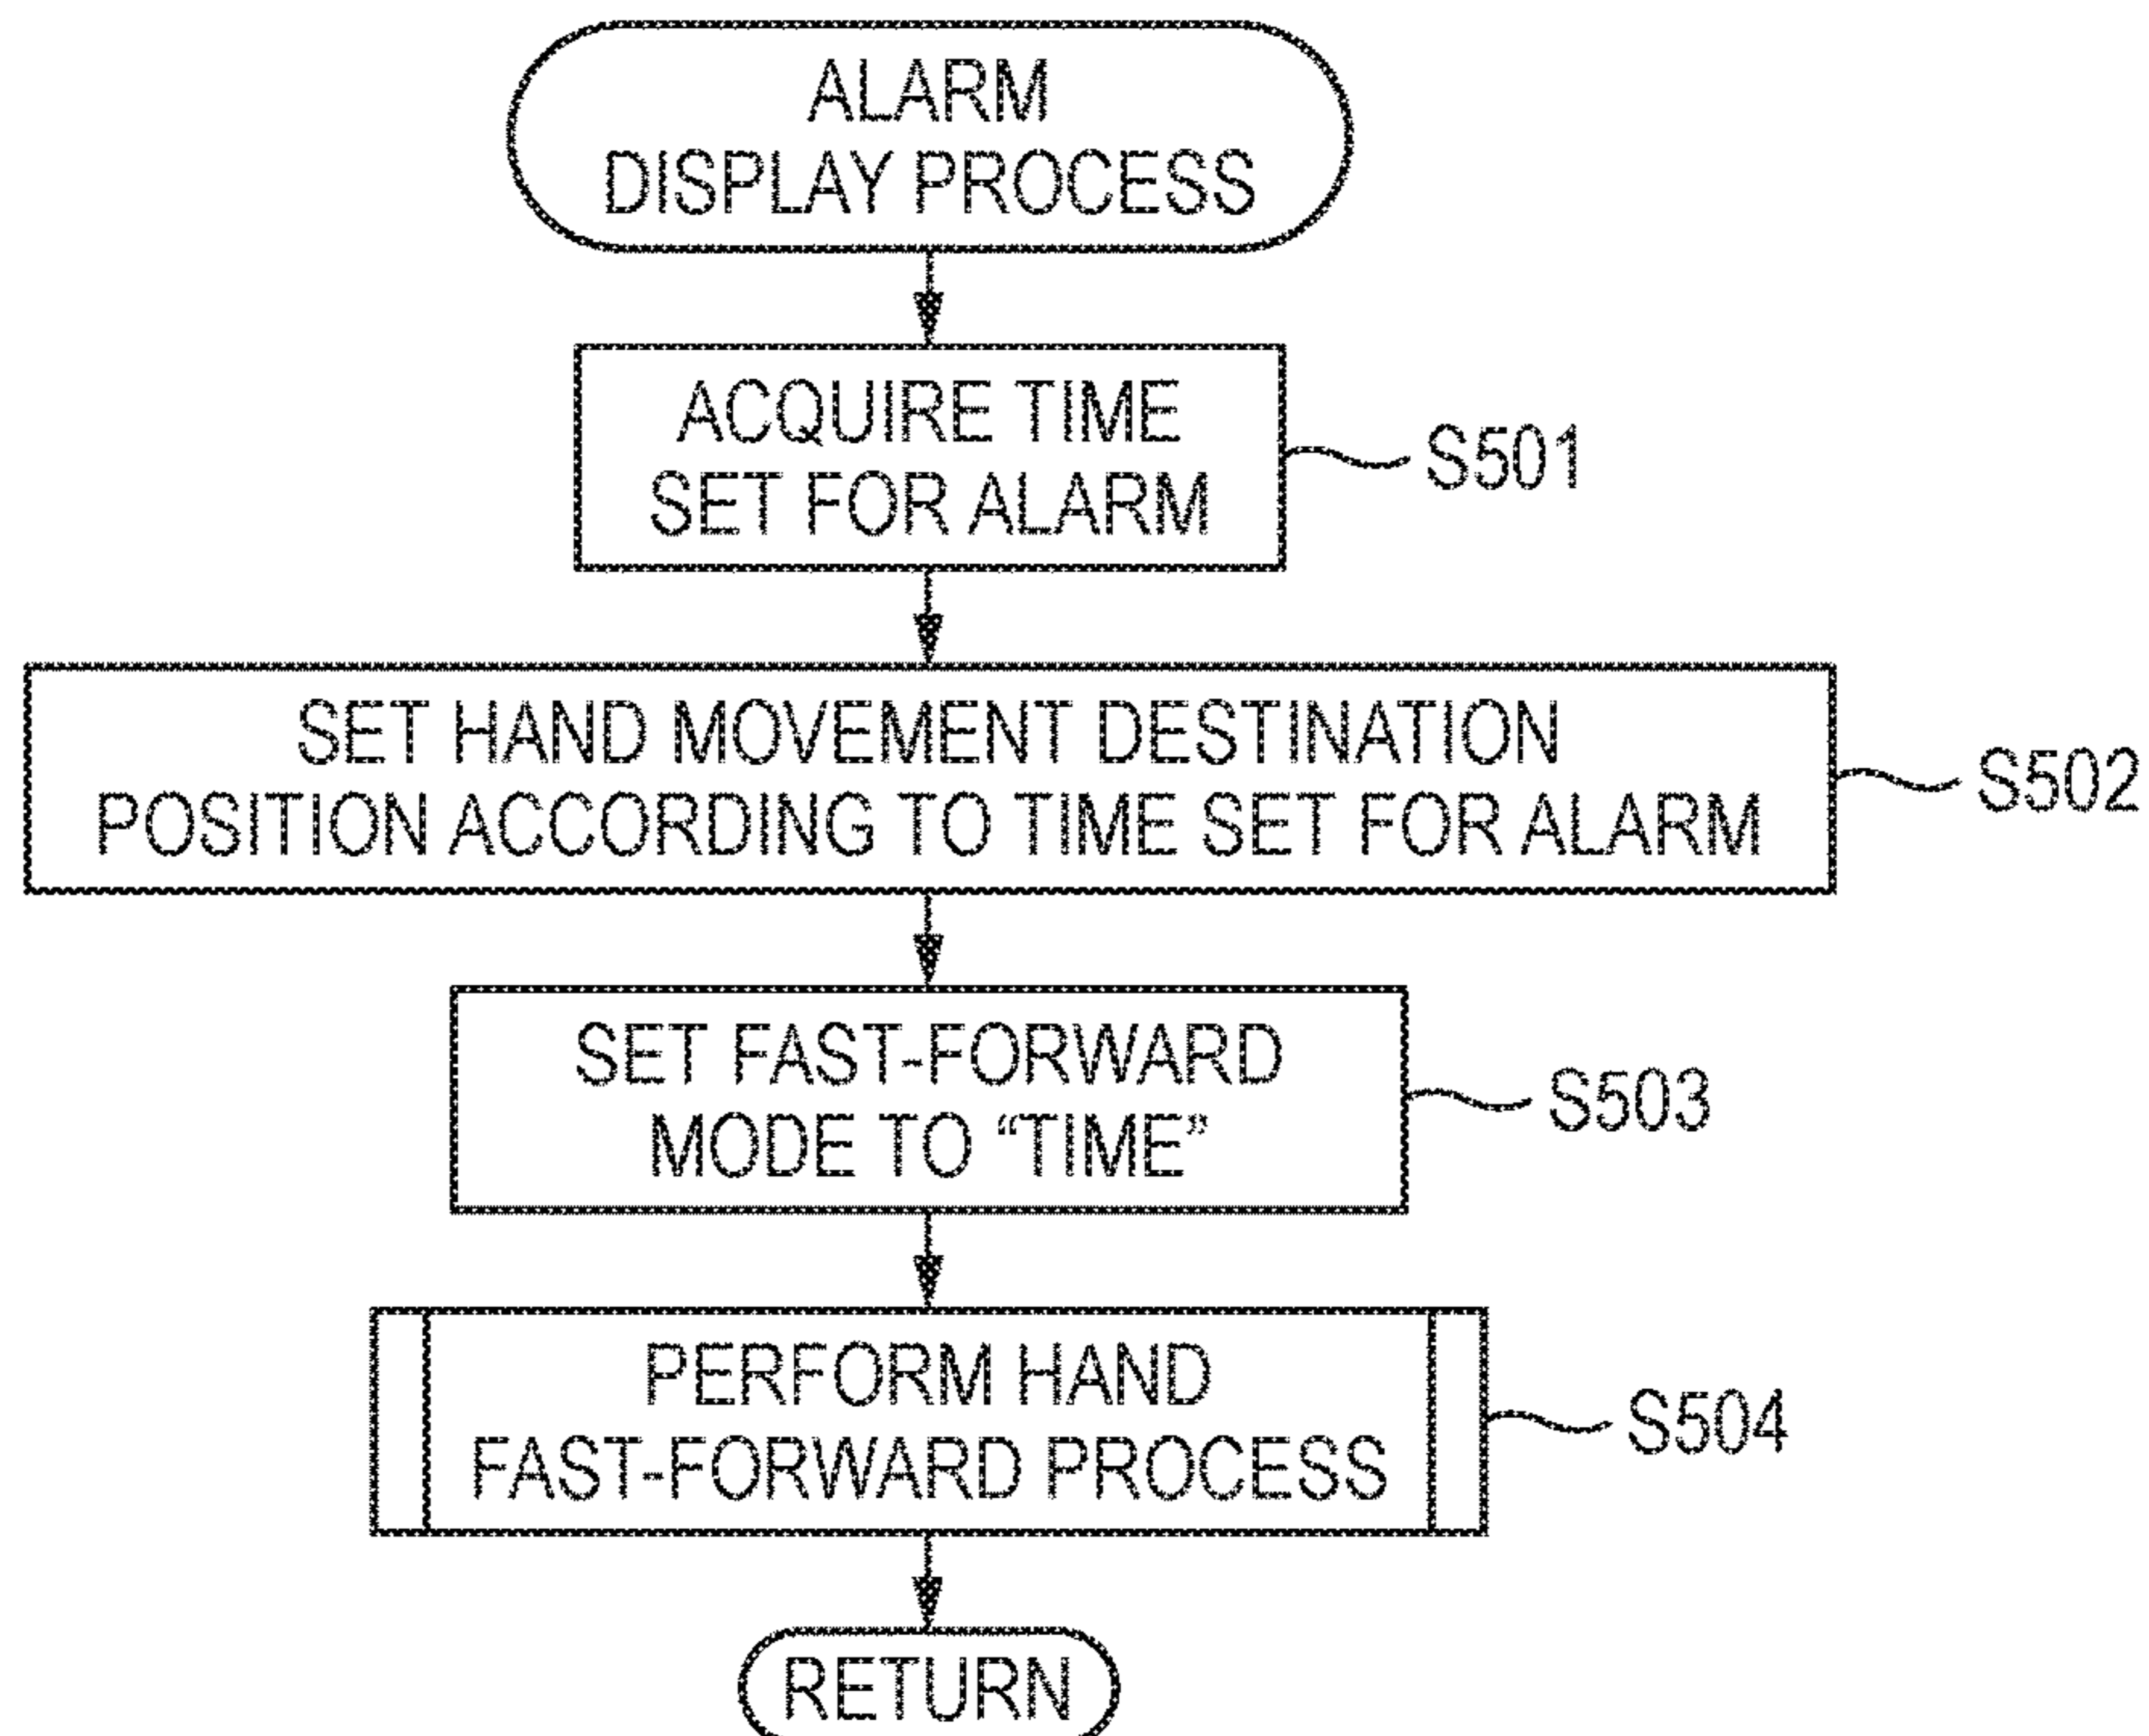 ALARM
DISPLAY PROCESS
ACQUIRE TIME
SET FOR ALARM
S501
SET HAND MOVEMENT DESTINATION
POSITION ACCORDING TO TIME SET FOR ALARM
S502
SET FAST-FORWARD
MODE TO “TIME”
S503
PERFORM HAND
FAST-FORWARD PROCESS
S504
RETURN